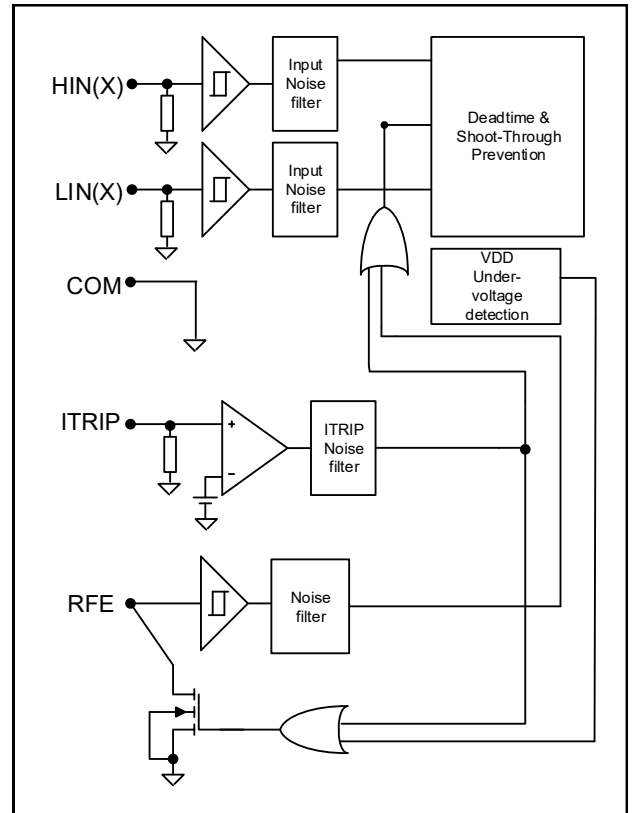 HIN(X)
Input
Noise
filter
Deadtime &
Shoot-Through
Prevention
LIN(X)
Input
Noise
filter
COM
VDD
Under-
voltage
detection
ITRIP
+
−
ITRIP
Noise
filter
RFE
Noise
filter